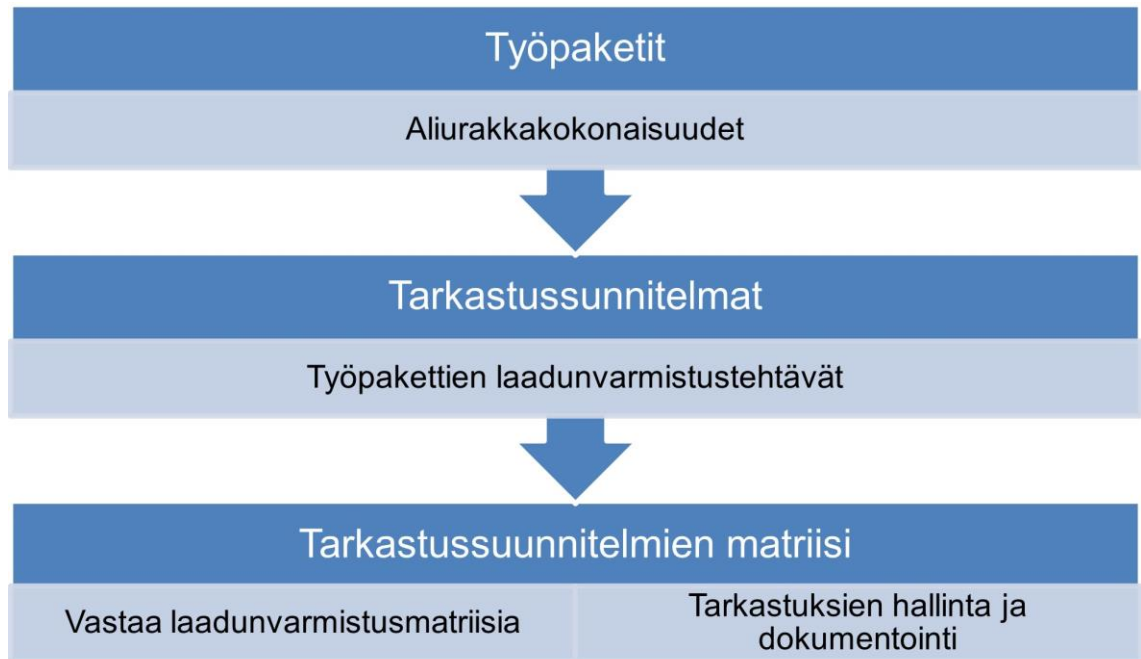 Työpaketit
Aliurakkakokonaisuudet
Tarkastussunnitelmat
Työpakettien laadunvarmistustehtävät
Tarkastussuunnitelmien matriisi
Vastaa laadunvarmistusmatriisia
Tarkastuksien hallinta ja
dokumentointi